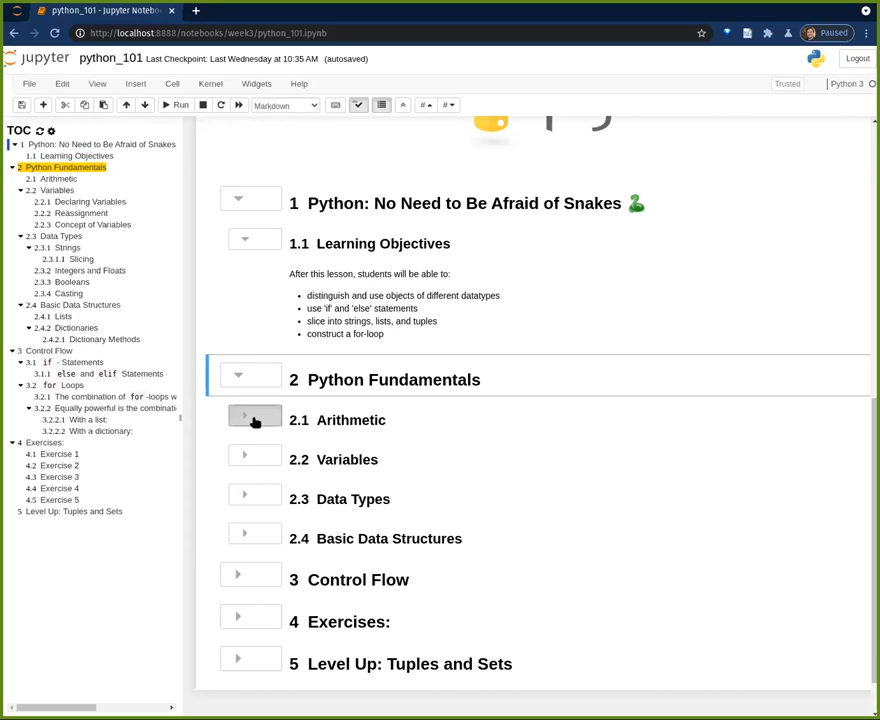 python_101 - Jupyter Notebo
http://localhost:8888/notebooks/week3/python_101.ipynb
Paused
jupyter python_101 Last Checkpoint: Last Wednesday at 10:35 AM (autosaved)
Logout
File Edit View Insert Cell Kernel Widgets Help
Trusted
Python 3
Run
Markdown
TOC
1 Python: No Need to Be Afraid of Snakes
1.1 Learning Objectives
2 Python Fundamentals
2.1 Arithmetic
2.2 Variables
2.2.1 Declaring Variables
2.2.2 Reassignment
2.2.3 Concept of Variables
2.3 Data Types
2.3.1 Strings
2.3.1.1 Slicing
2.3.2 Integers and Floats
2.3.3 Booleans
2.3.4 Casting
2.4 Basic Data Structures
2.4.1 Lists
2.4.2 Dictionaries
2.4.2.1 Dictionary Methods
3 Control Flow
3.1 if - Statements
3.1.1 else and elif Statements
3.2 for Loops
3.2.1 The combination of for -loops w
3.2.2 Equally powerful is the combinati
3.2.2.1 With a list:
3.2.2.2 With a dictionary:
4 Exercises:
4.1 Exercise 1
4.2 Exercise 2
4.3 Exercise 3
4.4 Exercise 4
4.5 Exercise 5
5 Level Up: Tuples and Sets
1 Python: No Need to Be Afraid of Snakes 🐍
1.1 Learning Objectives
After this lesson, students will be able to:
• distinguish and use objects of different datatypes
• use 'if' and 'else' statements
• slice into strings, lists, and tuples
• construct a for-loop
2 Python Fundamentals
2.1 Arithmetic
2.2 Variables
2.3 Data Types
2.4 Basic Data Structures
3 Control Flow
4 Exercises:
5 Level Up: Tuples and Sets